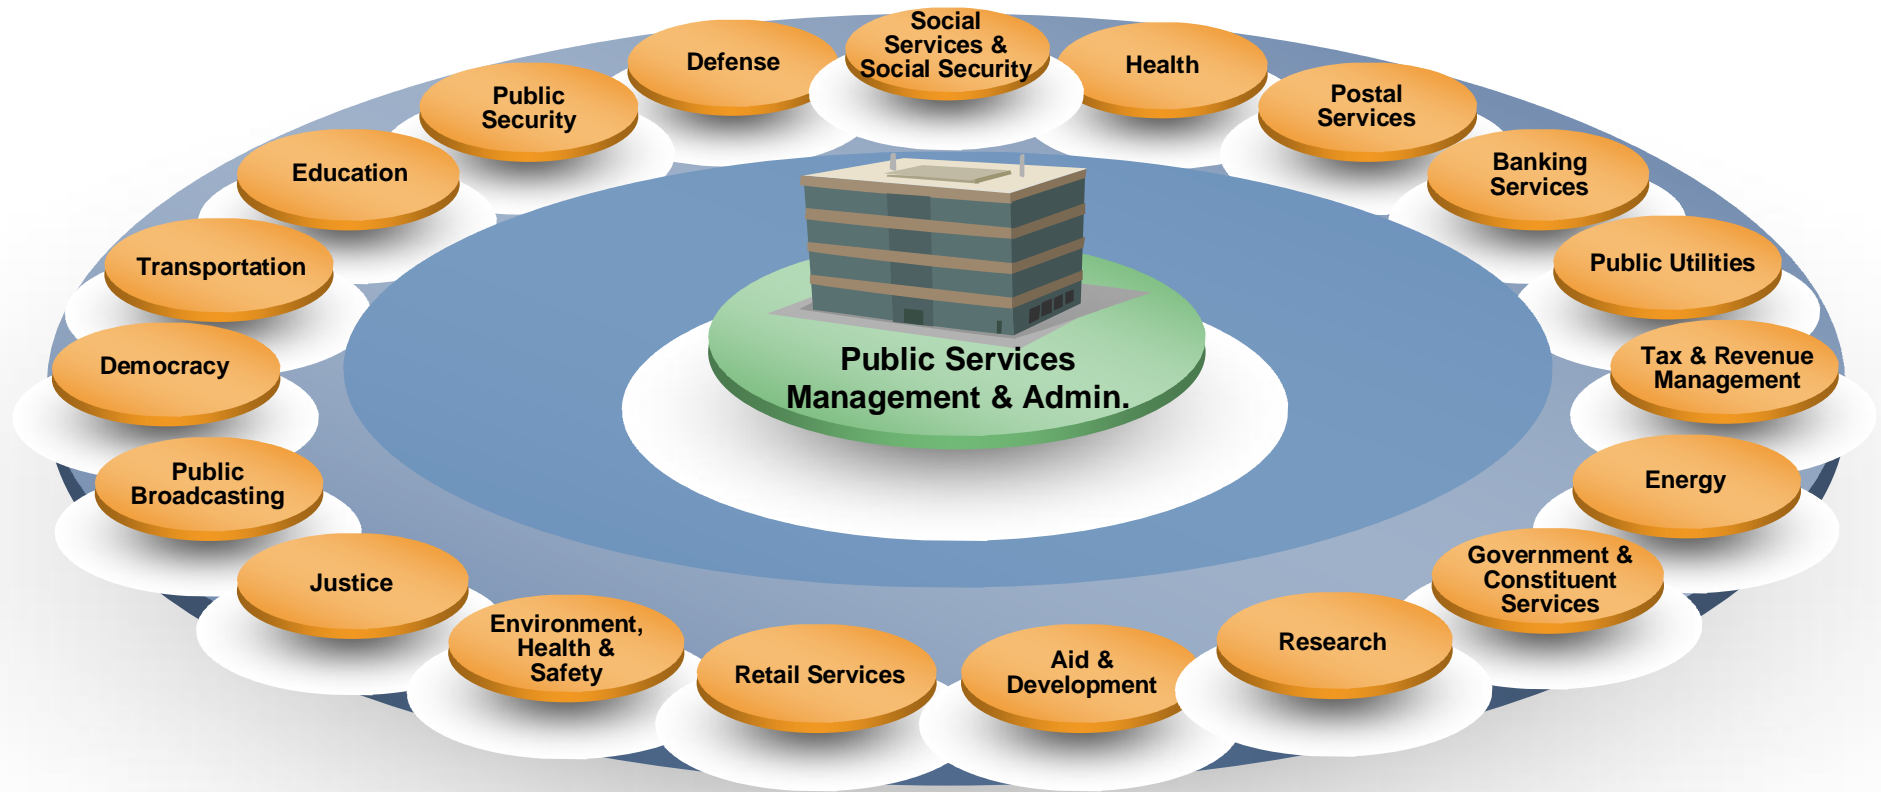 Social
Services &
Social Security
Defense
Health
Public
Security
Postal
Services
Education
Banking
Services
Transportation
Public Utilities
Public Services
Management & Admin.
Democracy
Tax & Revenue
Management
Public
Broadcasting
Energy
Justice
Government &
Constituent
Services
Environment,
Health &
Safety
Retail Services
Aid &
Development
Research